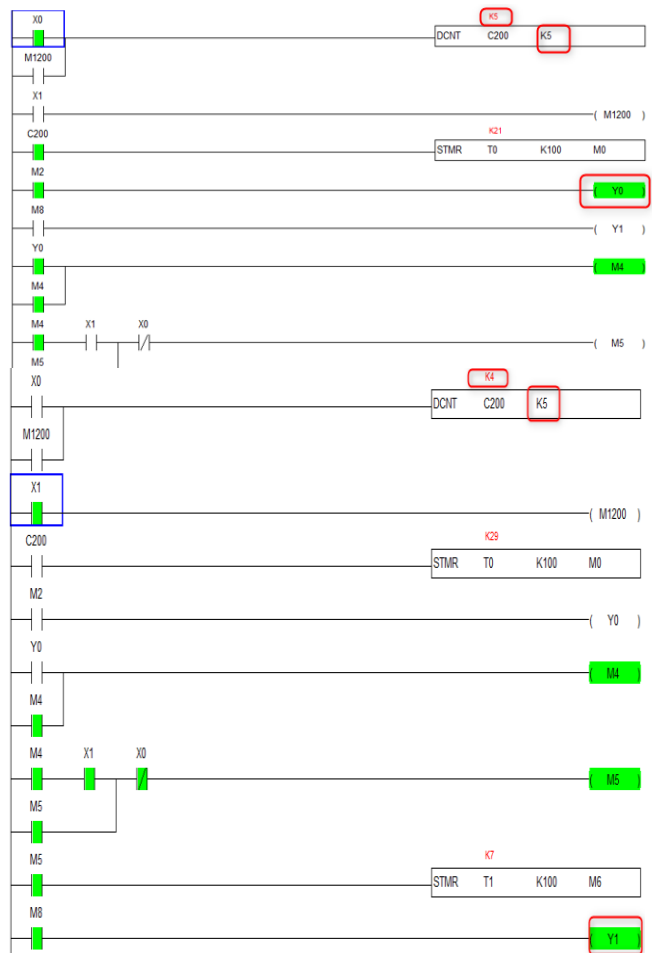 X0 K5
DCNT C200 K5
M1200
X1
( M1200 )
C200 K21
STMR T0 K100 M0
M2
( Y0 )
M8
( Y1 )
Y0
( M4 )
M4
M4 X1 X0
( M5 )
M5
X0 K4
DCNT C200 K5
M1200
X1
( M1200 )
C200 K29
STMR T0 K100 M0
M2
( Y0 )
Y0
( M4 )
M4
M4 X1 X0
( M5 )
M5
M5 K7
STMR T1 K100 M6
M8
( Y1 )